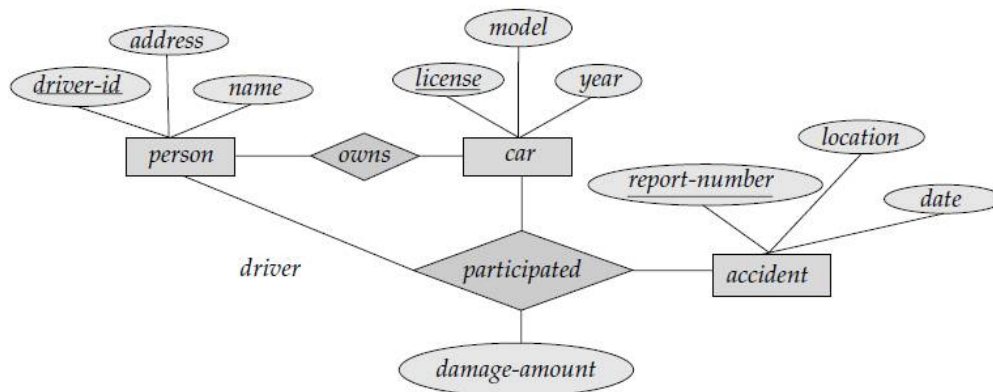 model
address
driver-id
name
license
year
person
owns
car
location
report-number
date
driver
participated
accident
damage-amount